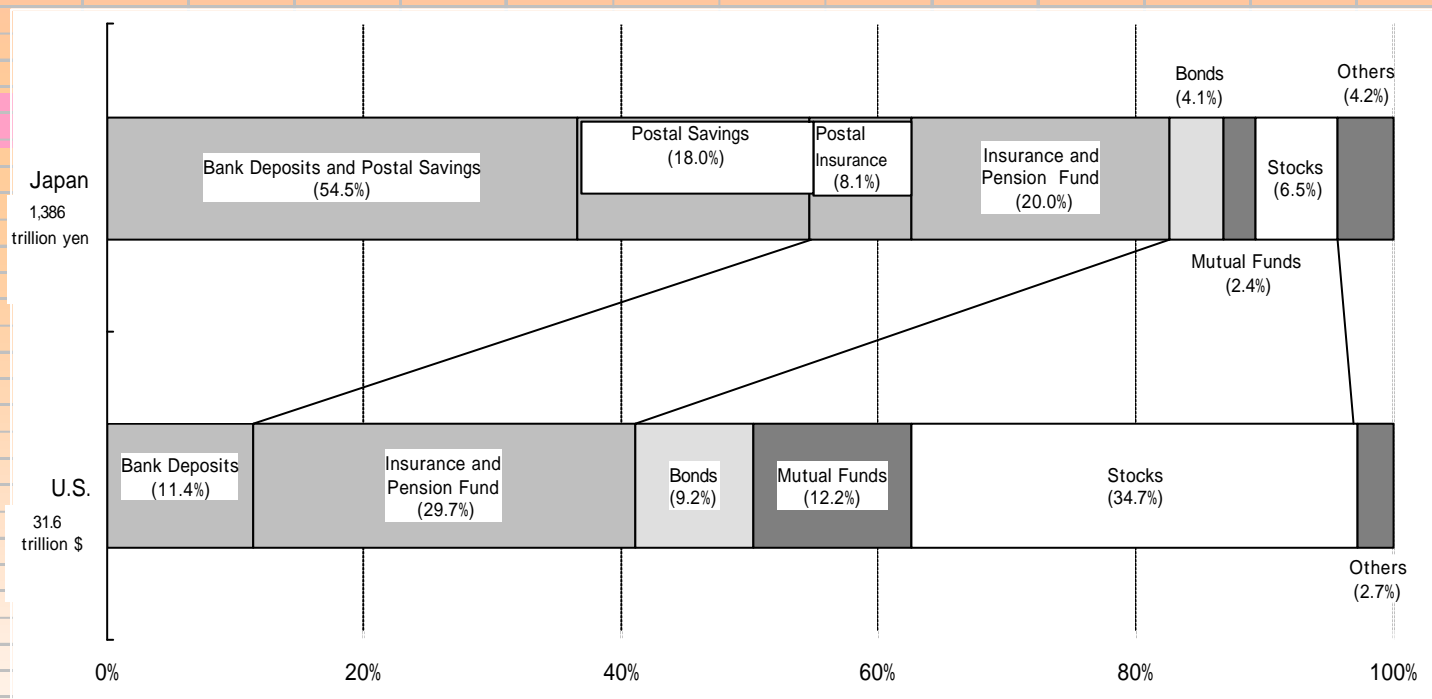 Bonds
(4.1%)
Others
(4.2%)
Japan
1,386
trillion yen
Bank Deposits and Postal Savings
(54.5%)
Postal Savings
(18.0%)
Postal
Insurance
(8.1%)
Insurance and
Pension Fund
(20.0%)
Stocks
(6.5%)
Mutual Funds
(2.4%)
U.S.
31.6
trillion $
Bank Deposits
(11.4%)
Insurance and
Pension Fund
(29.7%)
Bonds
(9.2%)
Mutual Funds
(12.2%)
Stocks
(34.7%)
Others
(2.7%)
0%
20%
40%
60%
80%
100%